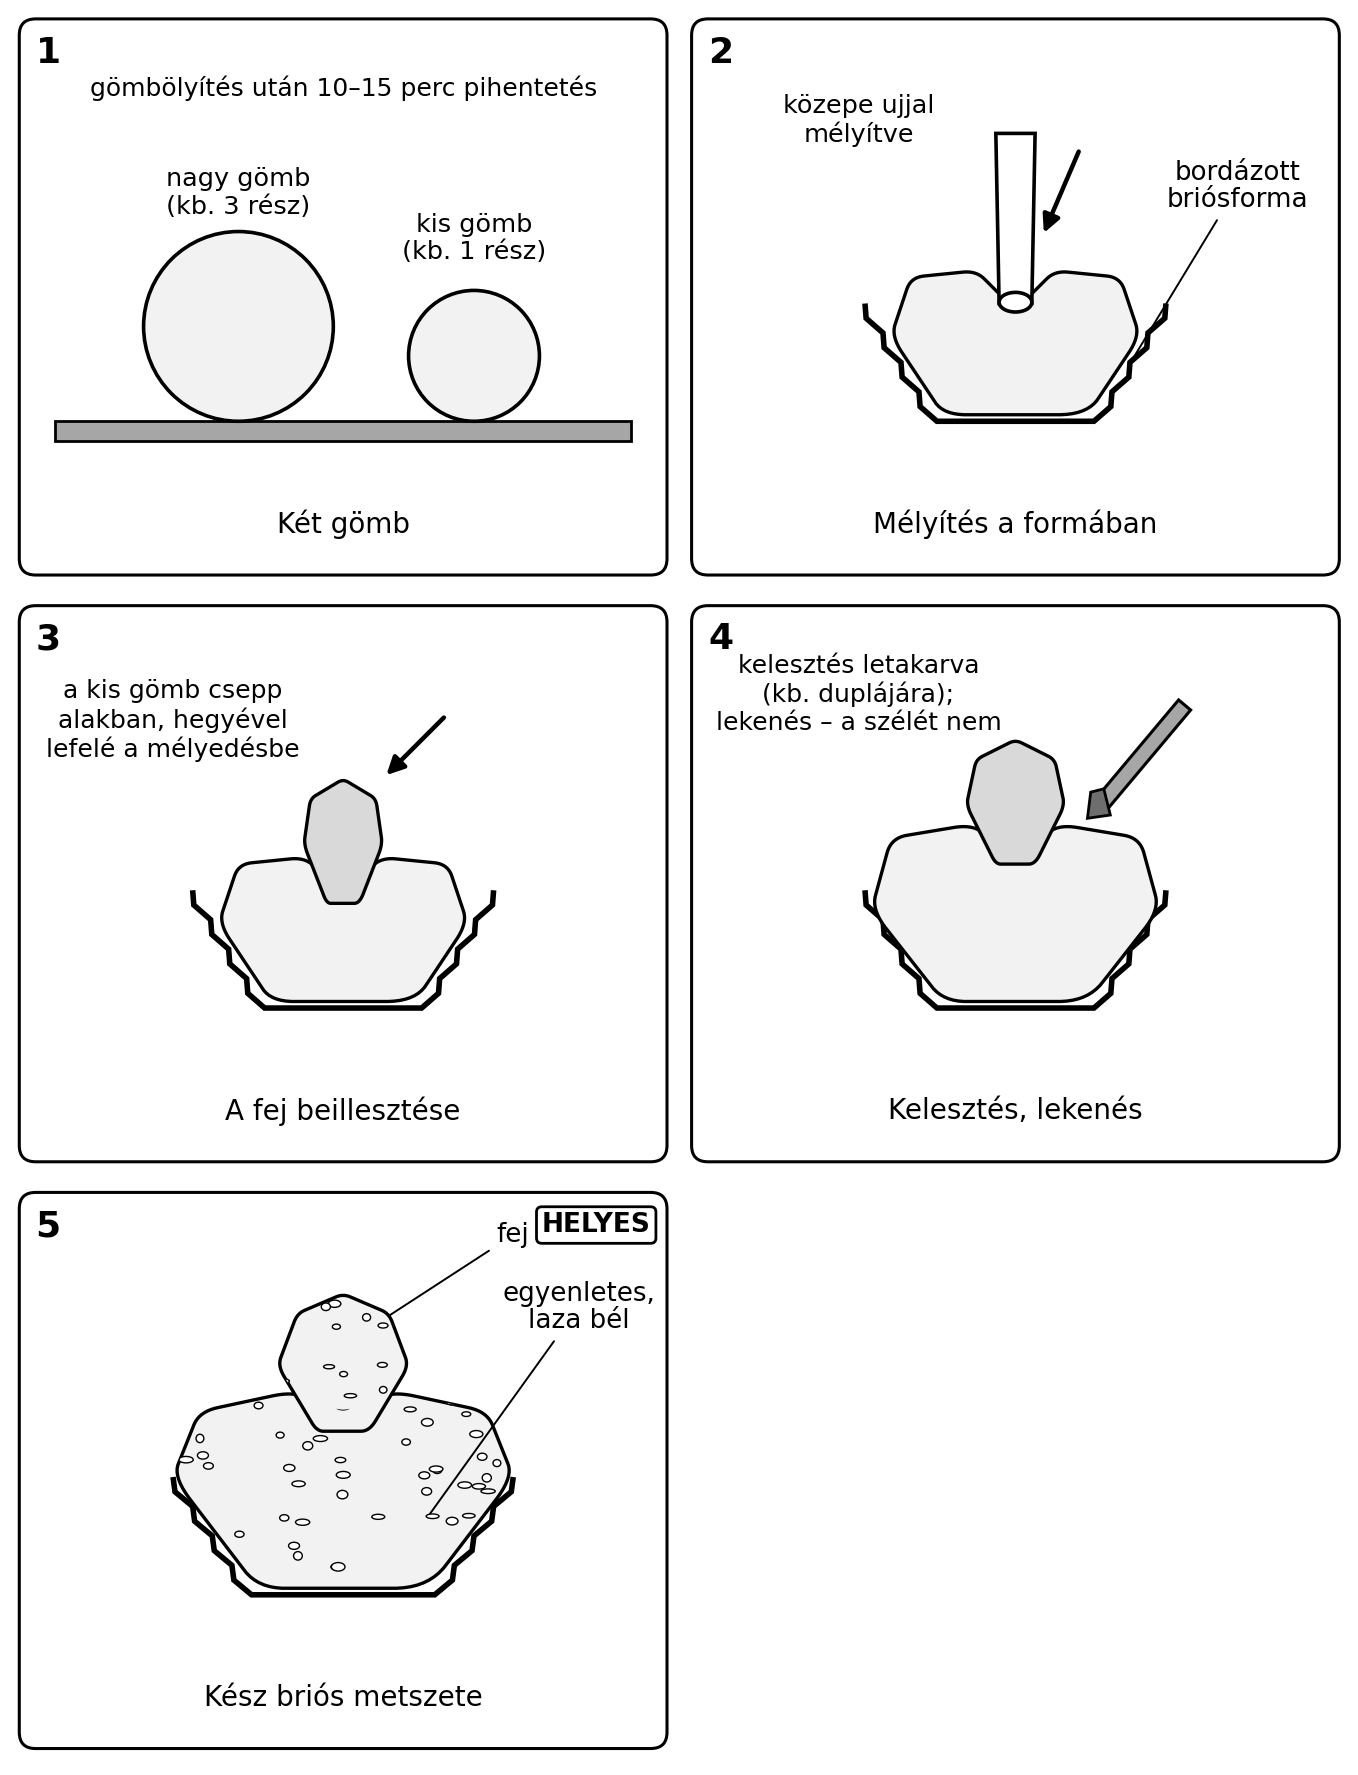 1
gömbölyítés után 10–15 perc pihentetés
nagy gömb
(kb. 3 rész)
kis gömb
(kb. 1 rész)
Két gömb
2
közepe ujjal
mélyítve
bordázott
briósforma
Mélyítés a formában
3
a kis gömb csepp
alakban, hegyével
lefelé a mélyedésbe
A fej beillesztése
4
kelesztés letakarva
(kb. duplájára);
lekenés – a szélét nem
Kelesztés, lekenés
5
fej
HELYES
egyenletes,
laza bél
Kész briós metszete